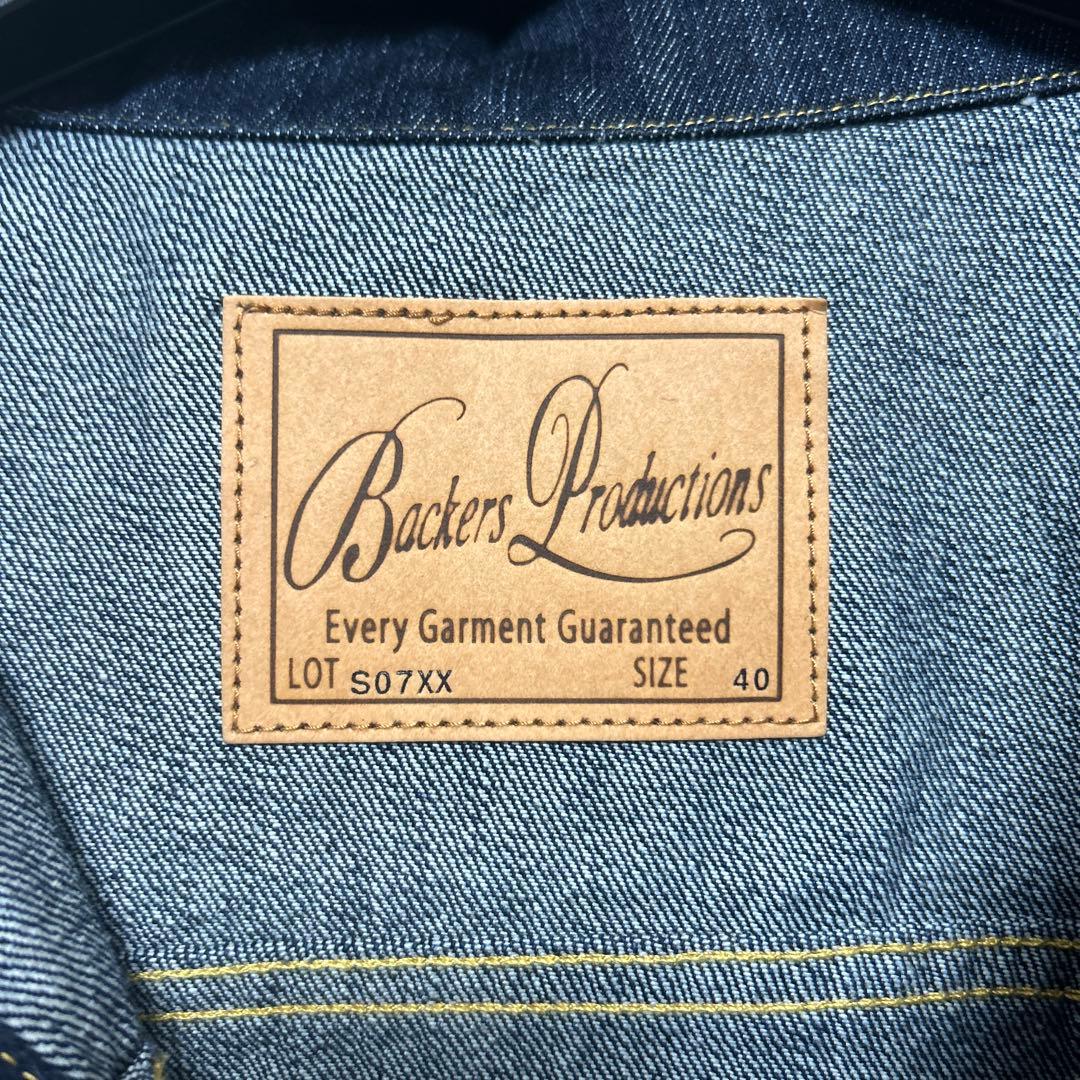 Backers Productions
Every Garment Guaranteed
LOT S07XX SIZE 40